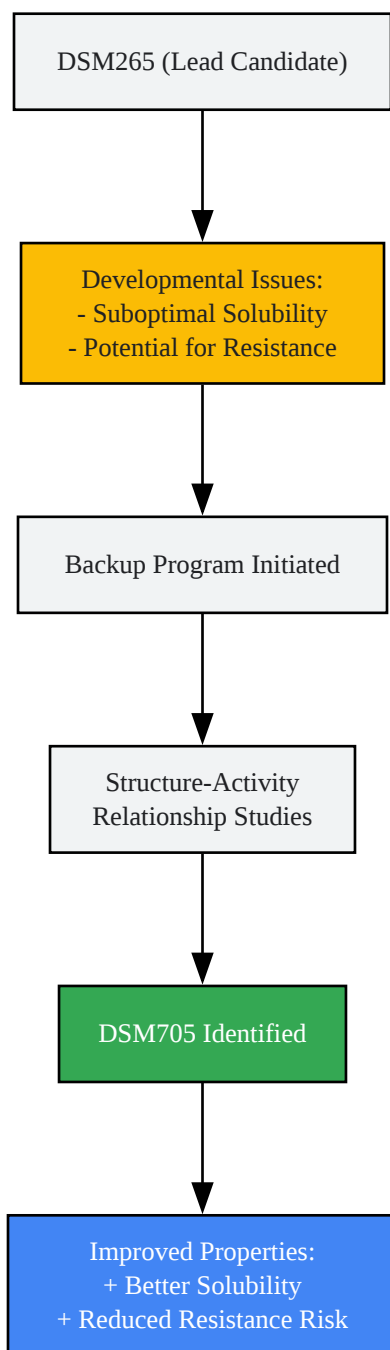 DSM265 (Lead Candidate)
Developmental Issues:
- Suboptimal Solubility
- Potential for Resistance
Backup Program Initiated
Structure-Activity
Relationship Studies
DSM705 Identified
Improved Properties:
+ Better Solubility
+ Reduced Resistance Risk